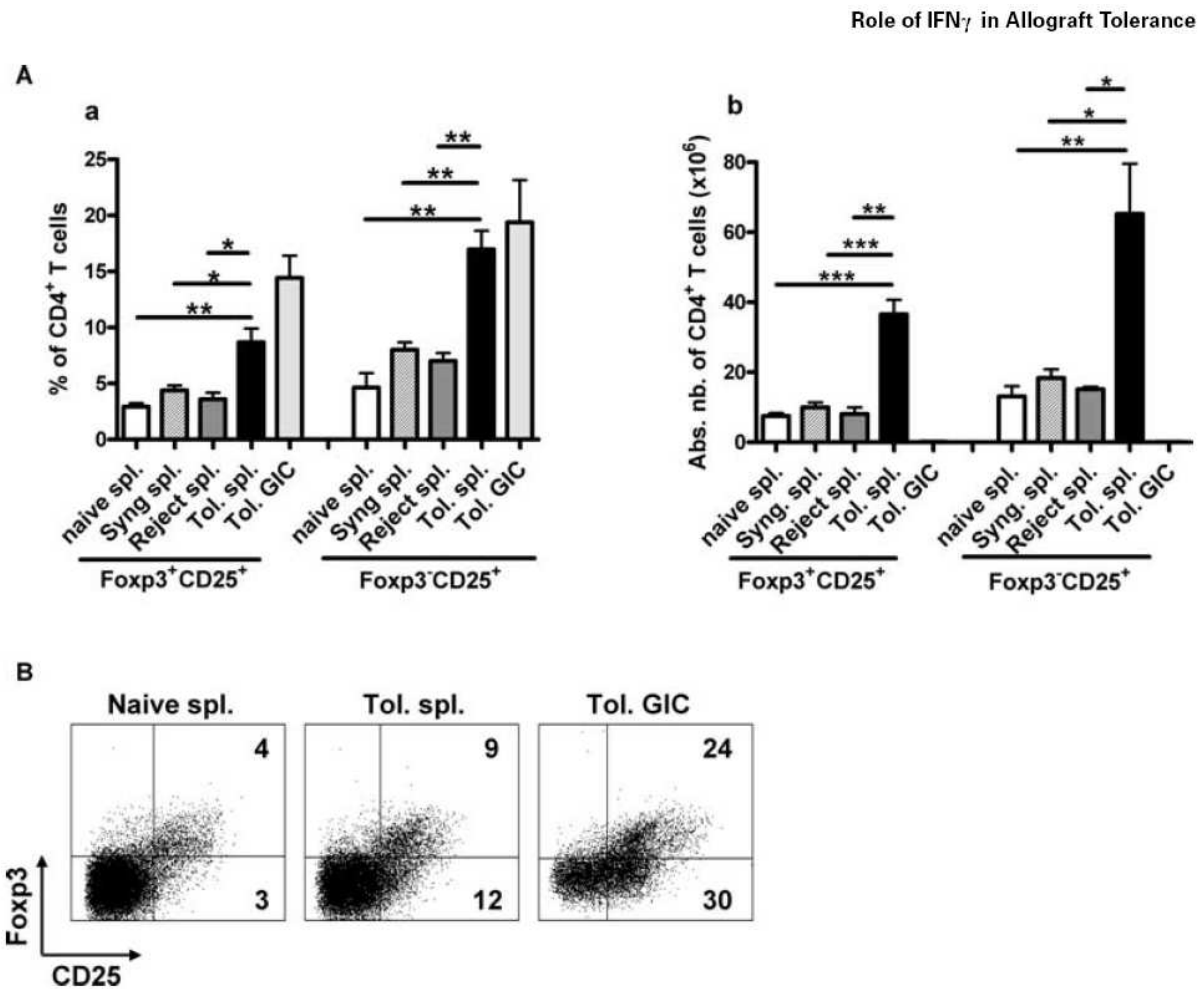 Role of IFNγ in Allograft Tolerance
A
a
% of CD4⁺ T cells
25
20
15
10
5
0
**
*
*
**
**
**
naive spl.
Syng spl.
Reject spl.
Tol. spl.
Tol. GIC
naive spl.
Syng spl.
Reject spl.
Tol. spl.
Tol. GIC
Foxp3⁺CD25⁺
Foxp3⁻CD25⁺
b
Abs. nb. of CD4⁺ T cells (x10⁶)
80
60
40
20
0
**
***
***
*
*
**
naive spl.
Syng. spl.
Reject spl.
Tol. spl.
Tol. GIC
naive spl.
Syng. spl.
Reject spl.
Tol. spl.
Tol. GIC
Foxp3⁺CD25⁺
Foxp3⁻CD25⁺
B
Naive spl.
4
3
Tol. spl.
9
12
Tol. GIC
24
30
Foxp3
CD25